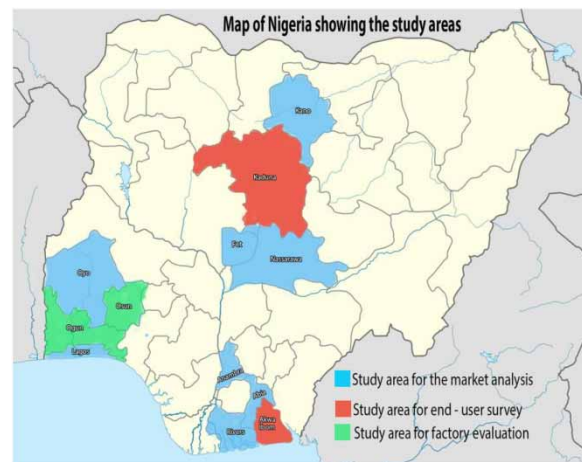 Map of Nigeria showing the study areas
Kano
Kaduna
Fct
Nassarawa
Oyo
Osun
Ogun
Lagos
Anambra
Abia
Rivers
Akwa
Ibom
Study area for the market analysis
Study area for end - user survey
Study area for factory evaluation